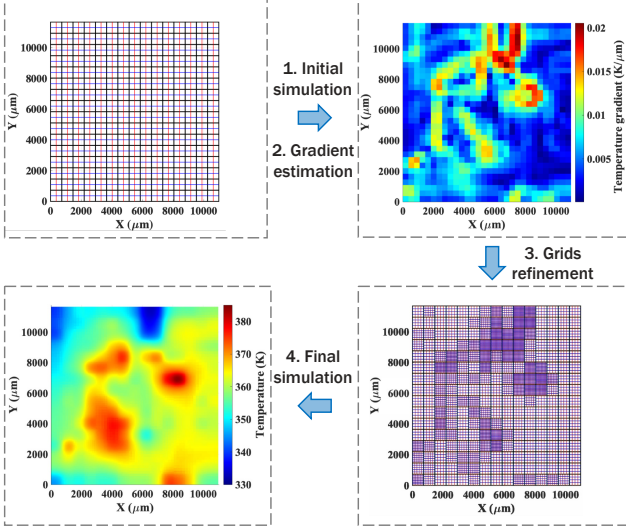 10000
8000
6000
4000
2000
0
Y (μm)
0 2000 4000 6000 8000 10000
X (μm)
1. Initial
simulation
2. Gradient
estimation
10000
8000
6000
4000
2000
0
Y (μm)
0 2000 4000 6000 8000 10000
X (μm)
0.02
0.015
0.01
0.005
Temperature gradient (K/μm)
3. Grids
refinement
10000
8000
6000
4000
2000
0
Y (μm)
0 2000 4000 6000 8000 10000
X (μm)
380
370
360
350
340
330
Temperature (K)
4. Final
simulation
10000
8000
6000
4000
2000
0
Y (μm)
0 2000 4000 6000 8000 10000
X (μm)